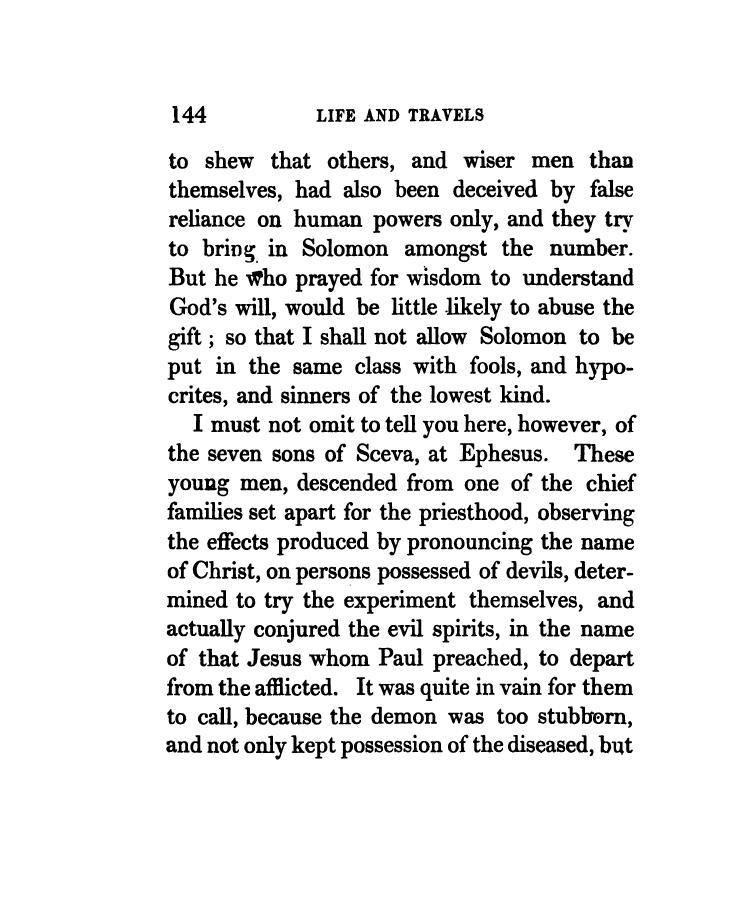 144 LIFE AND TRAVELS
to shew that others, and wiser men than
themselves, had also been deceived by false
reliance on human powers only, and they try
to bring in Solomon amongst the number.
But he who prayed for wisdom to understand
God's will, would be little likely to abuse the
gift ; so that I shall not allow Solomon to be
put in the same class with fools, and hypo-
crites, and sinners of the lowest kind.
I must not omit to tell you here, however, of
the seven sons of Sceva, at Ephesus. These
young men, descended from one of the chief
families set apart for the priesthood, observing
the effects produced by pronouncing the name
of Christ, on persons possessed of devils, deter-
mined to try the experiment themselves, and
actually conjured the evil spirits, in the name
of that Jesus whom Paul preached, to depart
from the afflicted. It was quite in vain for them
to call, because the demon was too stubborn,
and not only kept possession of the diseased, but